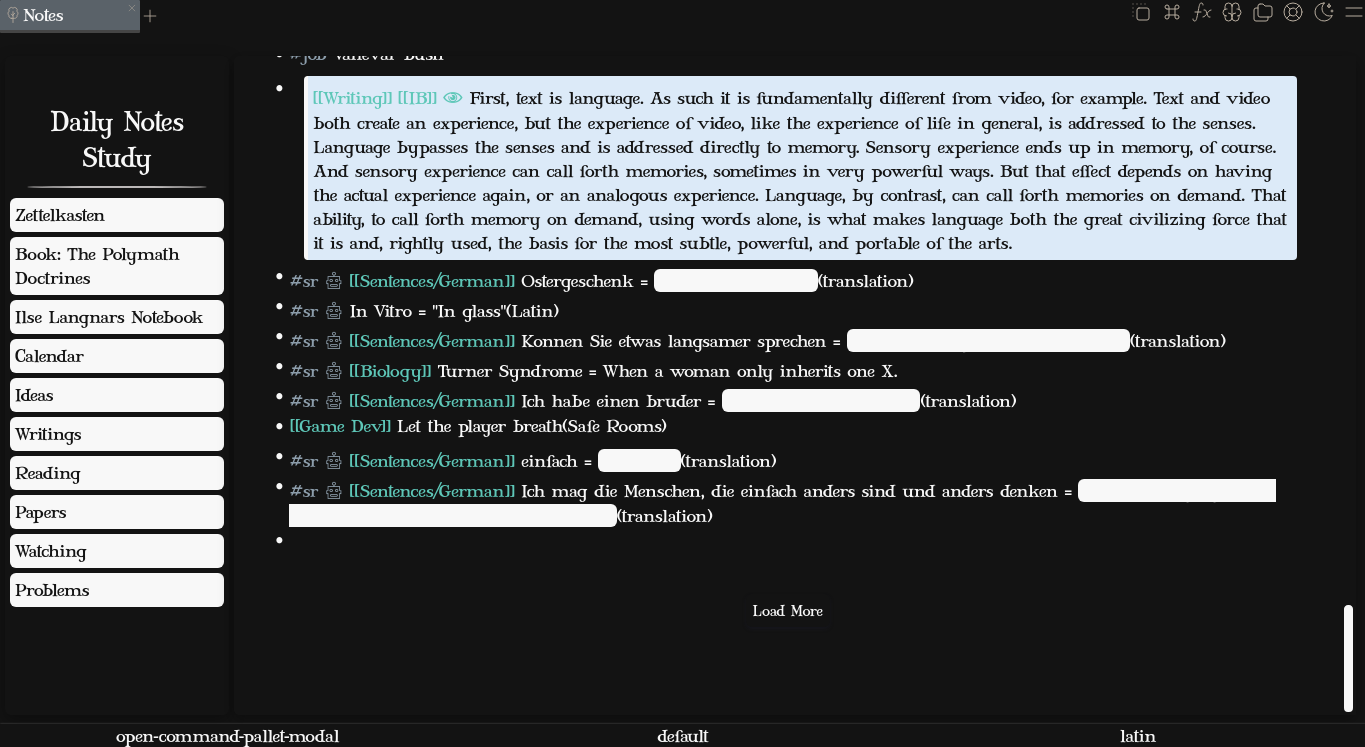 Notes
Daily Notes
Study
Zettelkasten
Book: The Polymath
Doctrines
Ilse Langnars Notebook
Calendar
Ideas
Writings
Reading
Papers
Watching
Problems
#job Vanevar Bush
[[Writing]] [[IB]] First, text is language. As such it is fundamentally different from video, for example. Text and video
both create an experience, but the experience of video, like the experience of life in general, is addressed to the senses.
Language bypasses the senses and is addressed directly to memory. Sensory experience ends up in memory, of course.
And sensory experience can call forth memories, sometimes in very powerful ways. But that effect depends on having
the actual experience again, or an analogous experience. Language, by contrast, can call forth memories on demand. That
ability, to call forth memory on demand, using words alone, is what makes language both the great civilizing force that
it is and, rightly used, the basis for the most subtle, powerful, and portable of the arts.
#sr [[Sentences/German]] Ostergeschenk = (translation)
#sr In Vitro = "In glass"(Latin)
#sr [[Sentences/German]] Konnen Sie etwas langsamer sprechen = (translation)
#sr [[Biology]] Turner Syndrome = When a woman only inherits one X.
#sr [[Sentences/German]] Ich habe einen bruder = (translation)
[[Game Dev]] Let the player breath(Safe Rooms)
#sr [[Sentences/German]] einfach = (translation)
#sr [[Sentences/German]] Ich mag die Menschen, die einfach anders sind und anders denken =
(translation)
Load More
open-command-pallet-modal default latin